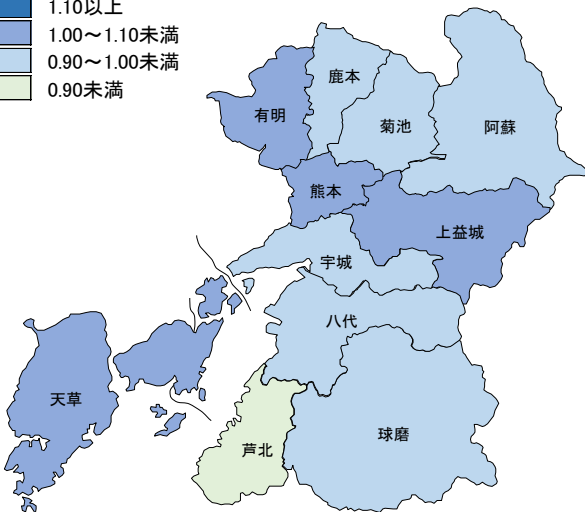 1.10以上
1.00～1.10未満
0.90～1.00未満
0.90未満
鹿本
有明
菊池
阿蘇
熊本
上益城
宇城
八代
天草
球磨
芦北